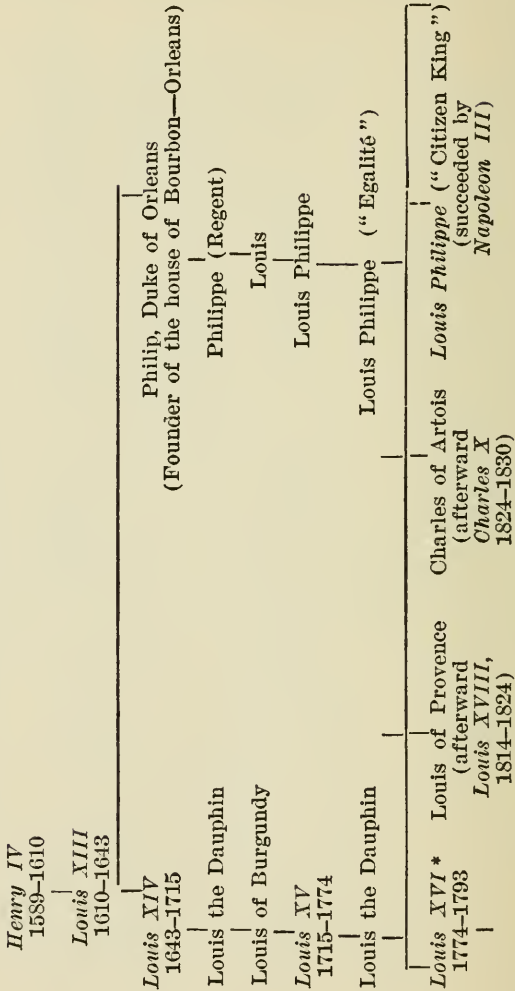 Henry IV
1589–1610
Louis XIII
1610–1643
Louis XIV
1643–1715
Philip, Duke of Orleans
(Founder of the house of Bourbon—Orleans)
Louis the Dauphin
Philippe (Regent)
Louis of Burgundy
Louis
Louis XV
1715–1774
Louis Philippe
Louis the Dauphin
Louis Philippe ("Egalité")
Louis XVI *
1774–1793
Louis of Provence
(afterward
Louis XVIII,
1814–1824)
Charles of Artois
(afterward
Charles X
1824–1830)
Louis Philippe ("Citizen King")
(succeeded by
Napoleon III)